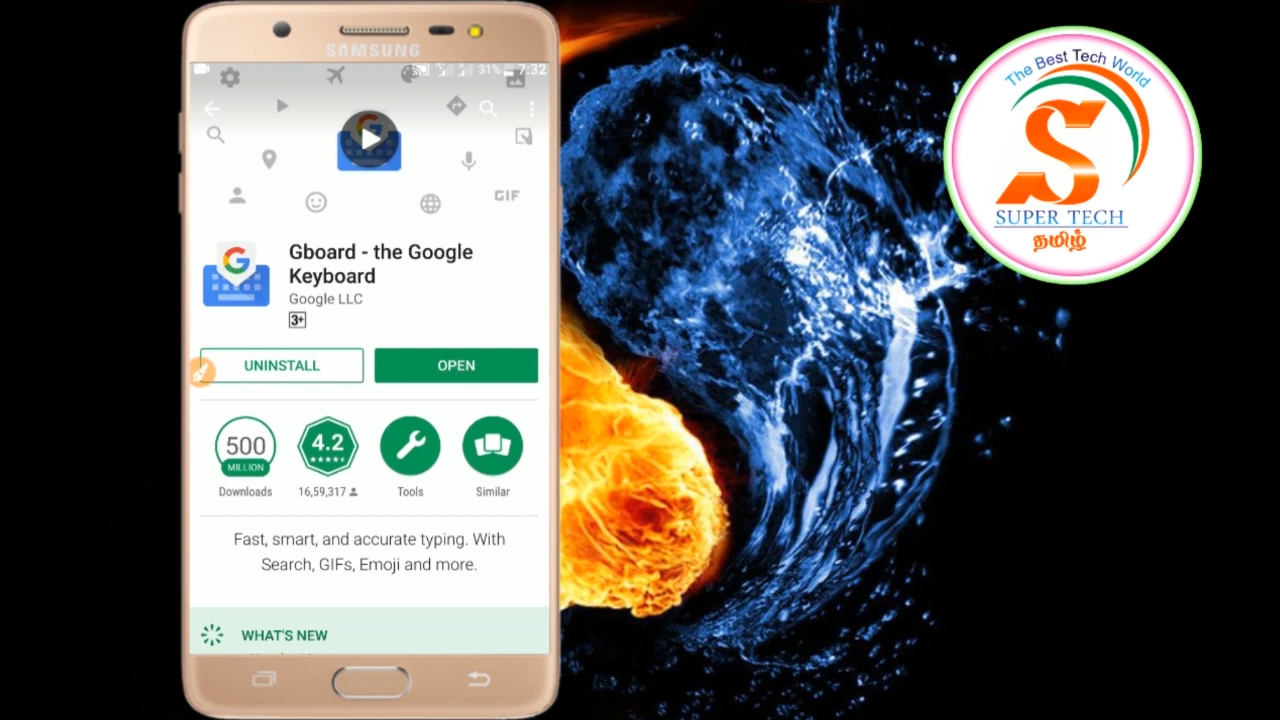 SAMSUNG
31% 7:32
GIF
Gboard - the Google
Keyboard
Google LLC
3+
UNINSTALL
OPEN
500
MILLION
Downloads
4.2
16,59,317
Tools
Similar
Fast, smart, and accurate typing. With
Search, GIFs, Emoji and more.
WHAT'S NEW
The Best Tech World
S
SUPER TECH
தமிழ்